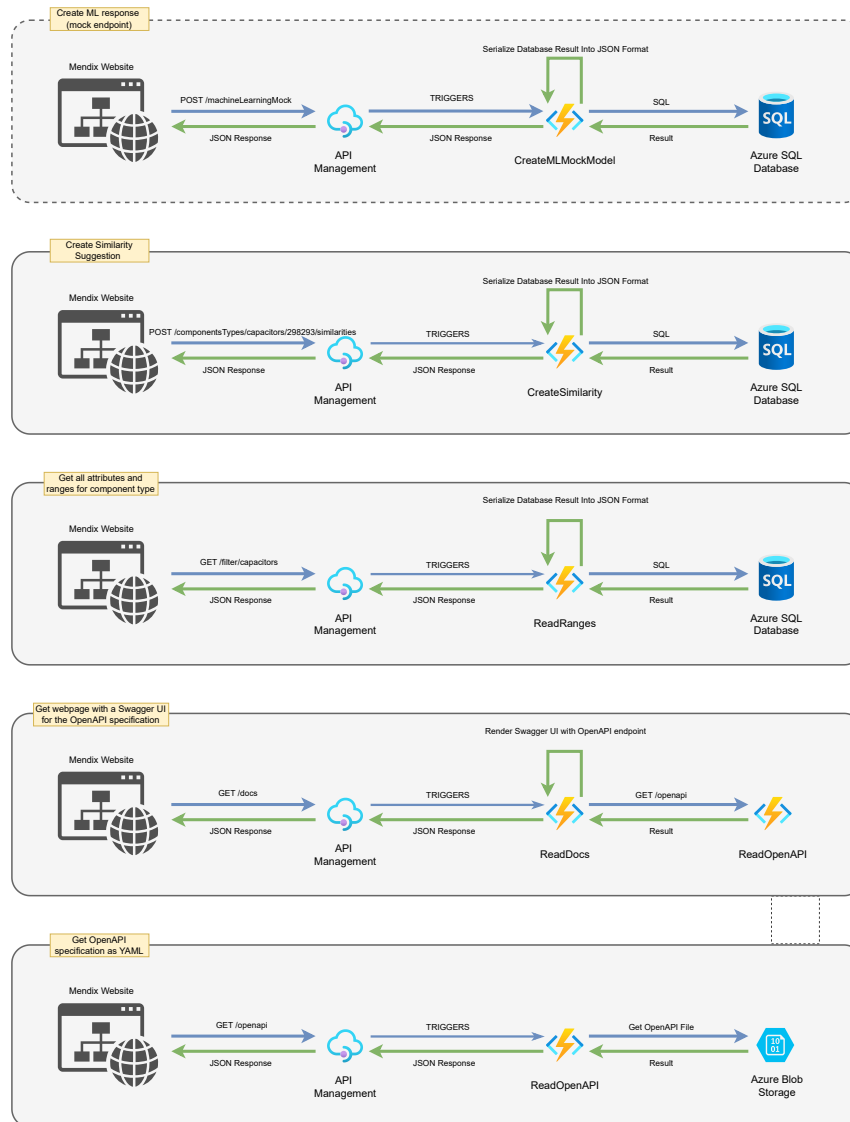 Create ML response
(mock endpoint)
Serialize Database Result Into JSON Format
Mendix Website
POST /machineLearningMock
TRIGGERS
SQL
SQL
JSON Response
JSON Response
Result
API
Management
CreateMLMockModel
Azure SQL
Database
Create Similarity
Suggestion
Serialize Database Result Into JSON Format
Mendix Website
POST /componentsTypes/capacitors/298293/similarities
TRIGGERS
SQL
SQL
JSON Response
JSON Response
Result
API
Management
CreateSimilarity
Azure SQL
Database
Get all attributes and
ranges for component type
Serialize Database Result Into JSON Format
Mendix Website
GET /filter/capacitors
TRIGGERS
SQL
SQL
JSON Response
JSON Response
Result
API
Management
ReadRanges
Azure SQL
Database
Get webpage with a Swagger UI
for the OpenAPI specification
Render Swagger UI with OpenAPI endpoint
Mendix Website
GET /docs
TRIGGERS
GET /openapi
JSON Response
JSON Response
Result
API
Management
ReadDocs
ReadOpenAPI
Get OpenAPI
specification as YAML
Mendix Website
GET /openapi
TRIGGERS
Get OpenAPI File
10
01
JSON Response
JSON Response
Result
API
Management
ReadOpenAPI
Azure Blob
Storage